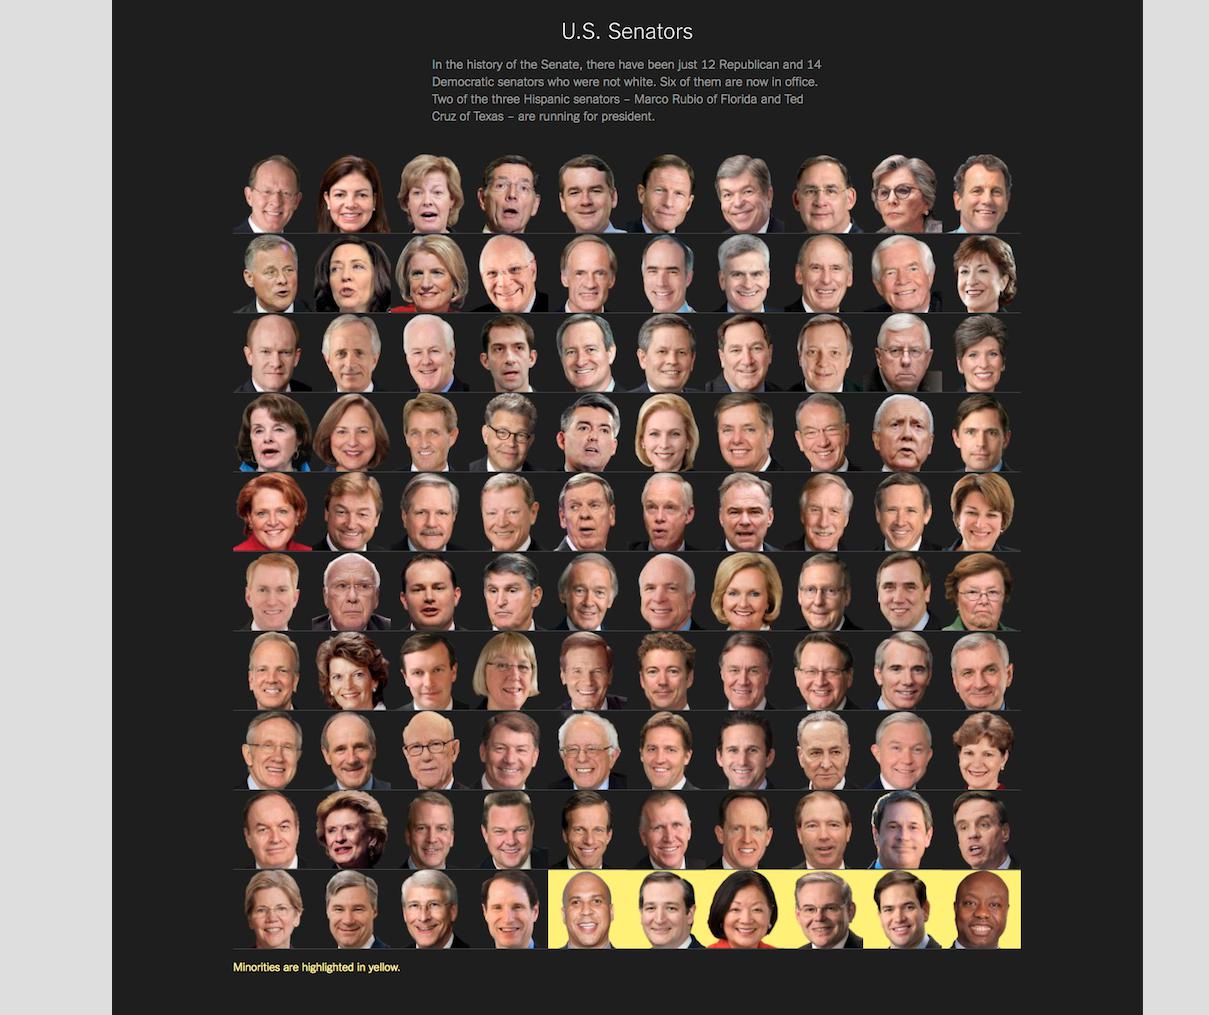 U.S. Senators
In the history of the Senate, there have been just 12 Republican and 14
Democratic senators who were not white. Six of them are now in office.
Two of the three Hispanic senators – Marco Rubio of Florida and Ted
Cruz of Texas – are running for president.
Minorities are highlighted in yellow.